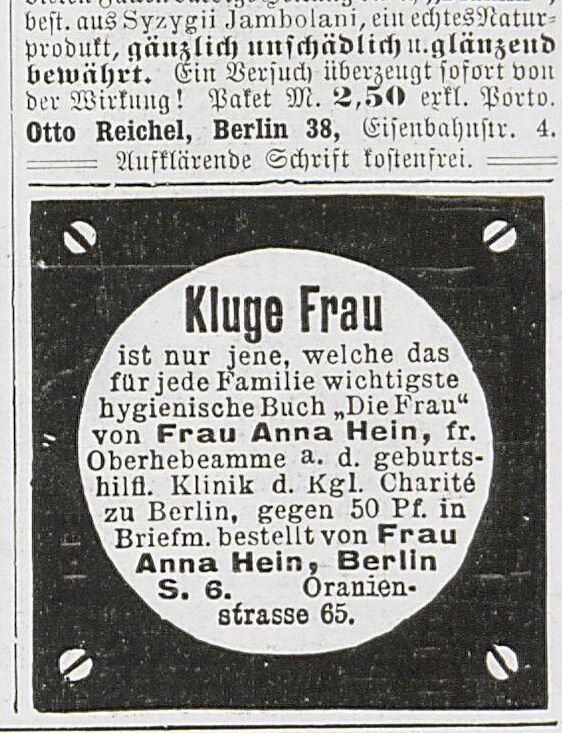 best. aus Syzygii Jambolani, ein echtes Natur-
produkt, gänzlich unschädlich u. glänzend
bewährt. Ein Versuch überzeugt sofort von
der Wirkung! Paket M. 2,50 exkl. Porto.
Otto Reichel, Berlin 38, Eisenbahnstr. 4.
Aufklärende Schrift kostenfrei.
Kluge Frau
ist nur jene, welche das
für jede Familie wichtigste
hygienische Buch „Die Frau“
von Frau Anna Hein, fr.
Oberhebeamme a. d. geburts-
hilfl. Klinik d. Kgl. Charité
zu Berlin, gegen 50 Pf. in
Briefm. bestellt von Frau
Anna Hein, Berlin
S. 6. Oranien-
strasse 65.